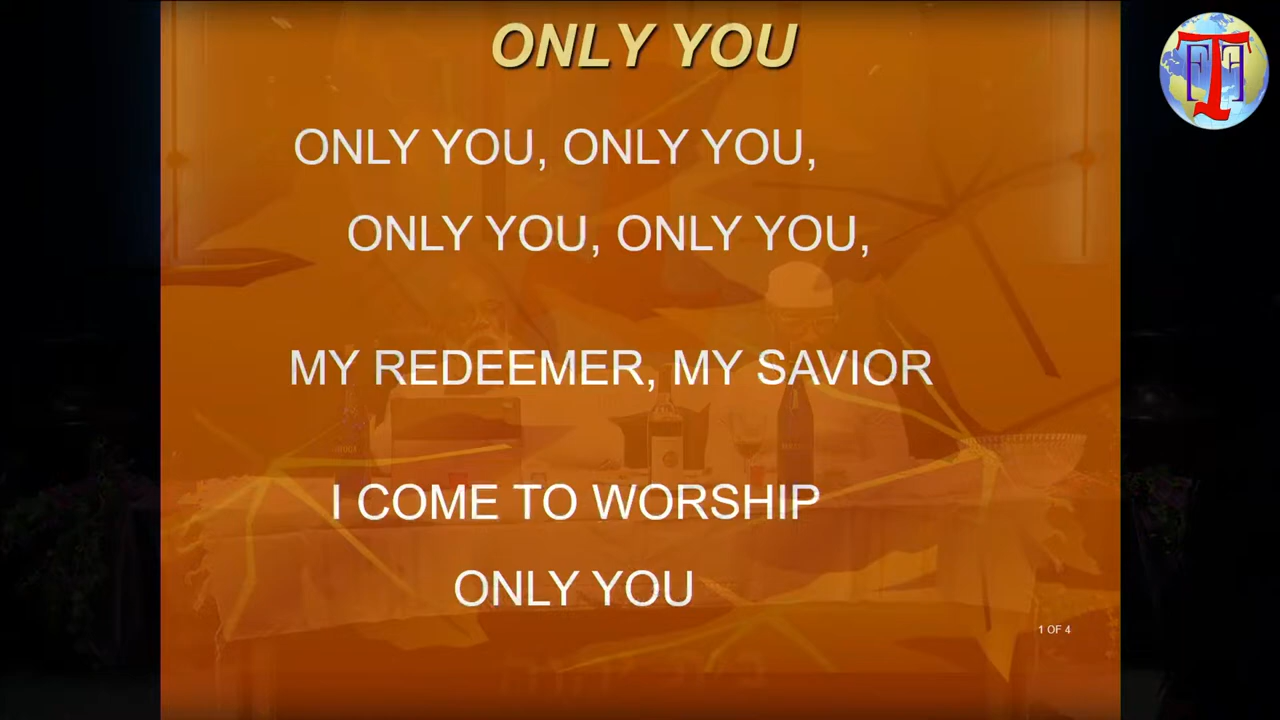 ONLY YOU
ONLY YOU, ONLY YOU,
ONLY YOU, ONLY YOU,
MY REDEEMER, MY SAVIOR
I COME TO WORSHIP
ONLY YOU
1 OF 4